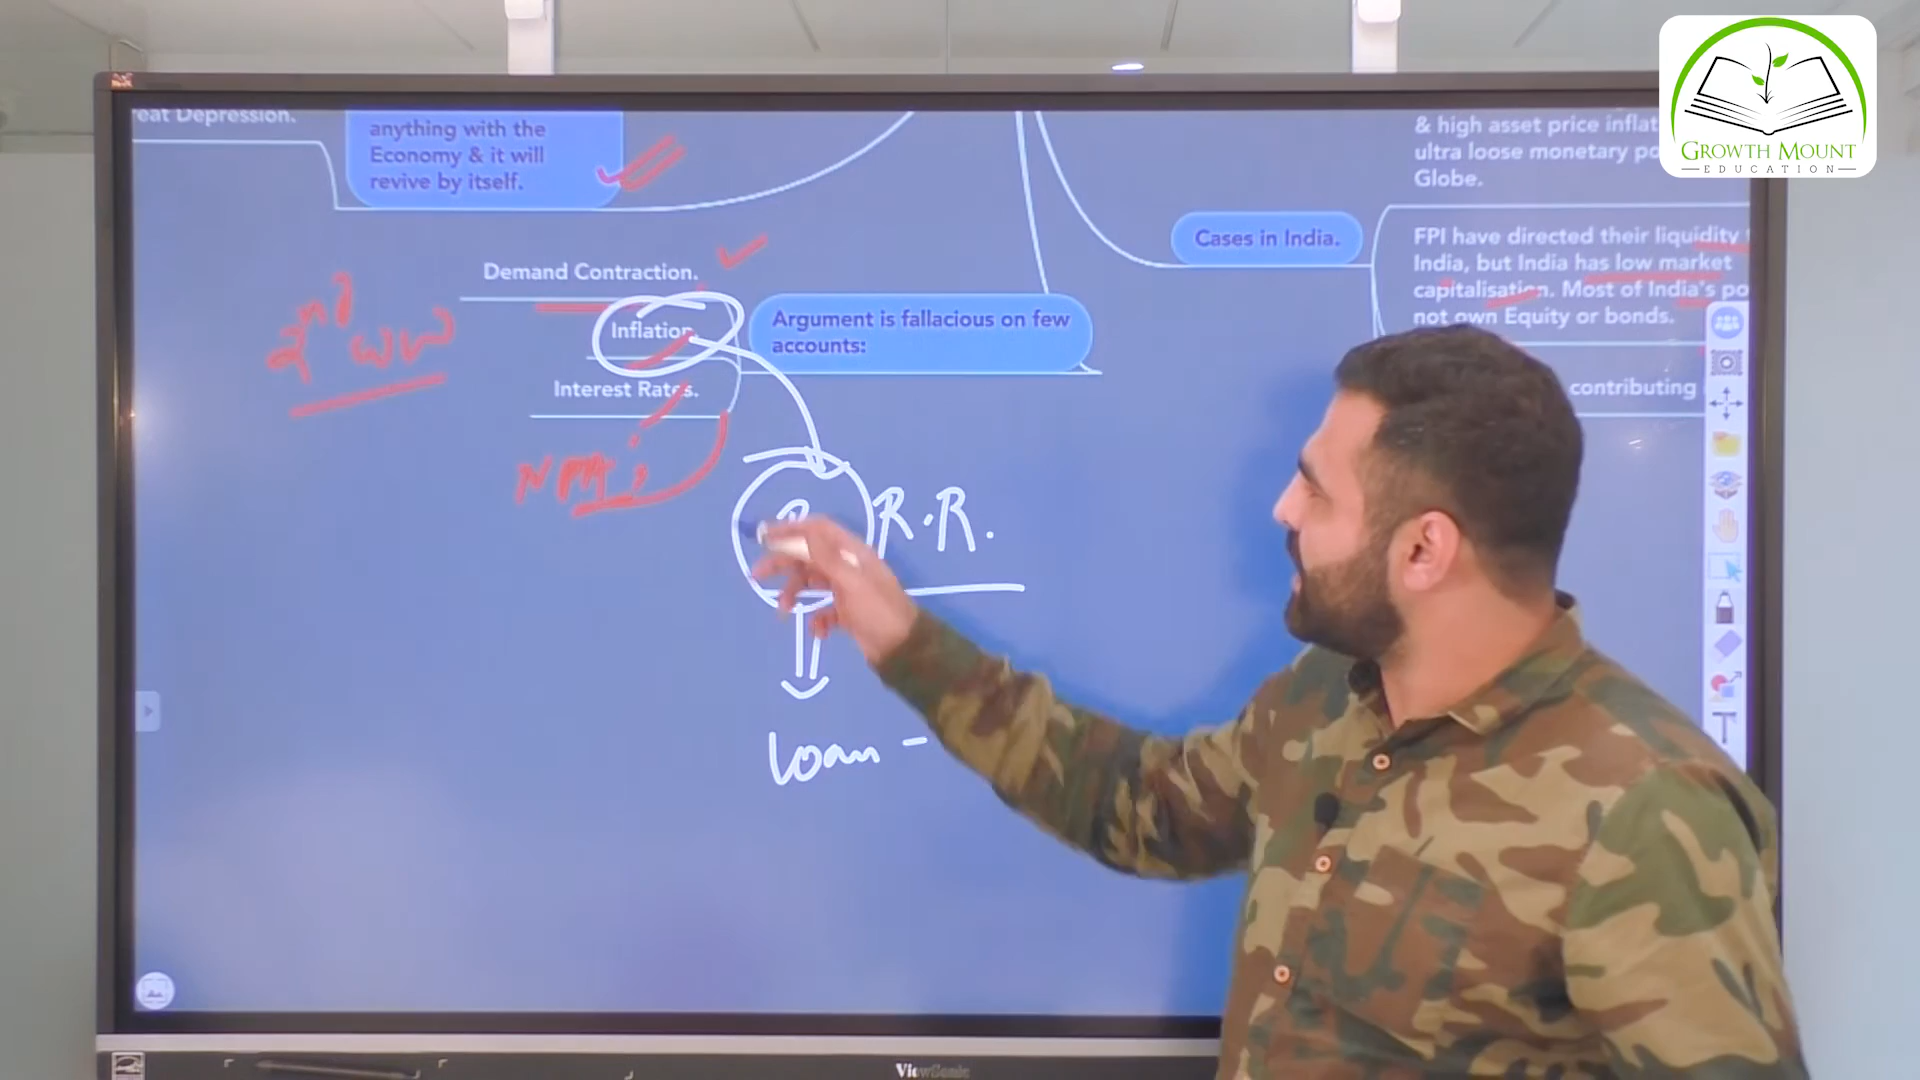 eat Depression.
anything with the
Economy & it will
revive by itself.
Demand Contraction.
Inflation
Interest Rates.
2nd WW
NPA
Argument is fallacious on few
accounts:
R.R.
Loan -
Cases in India.
& high asset price inflat
ultra loose monetary po
Globe.
FPI have directed their liquidity
India, but India has low market
capitalisation. Most of India's po
not own Equity or bonds.
contributing
GROWTH MOUNT
EDUCATION
ViewSonic